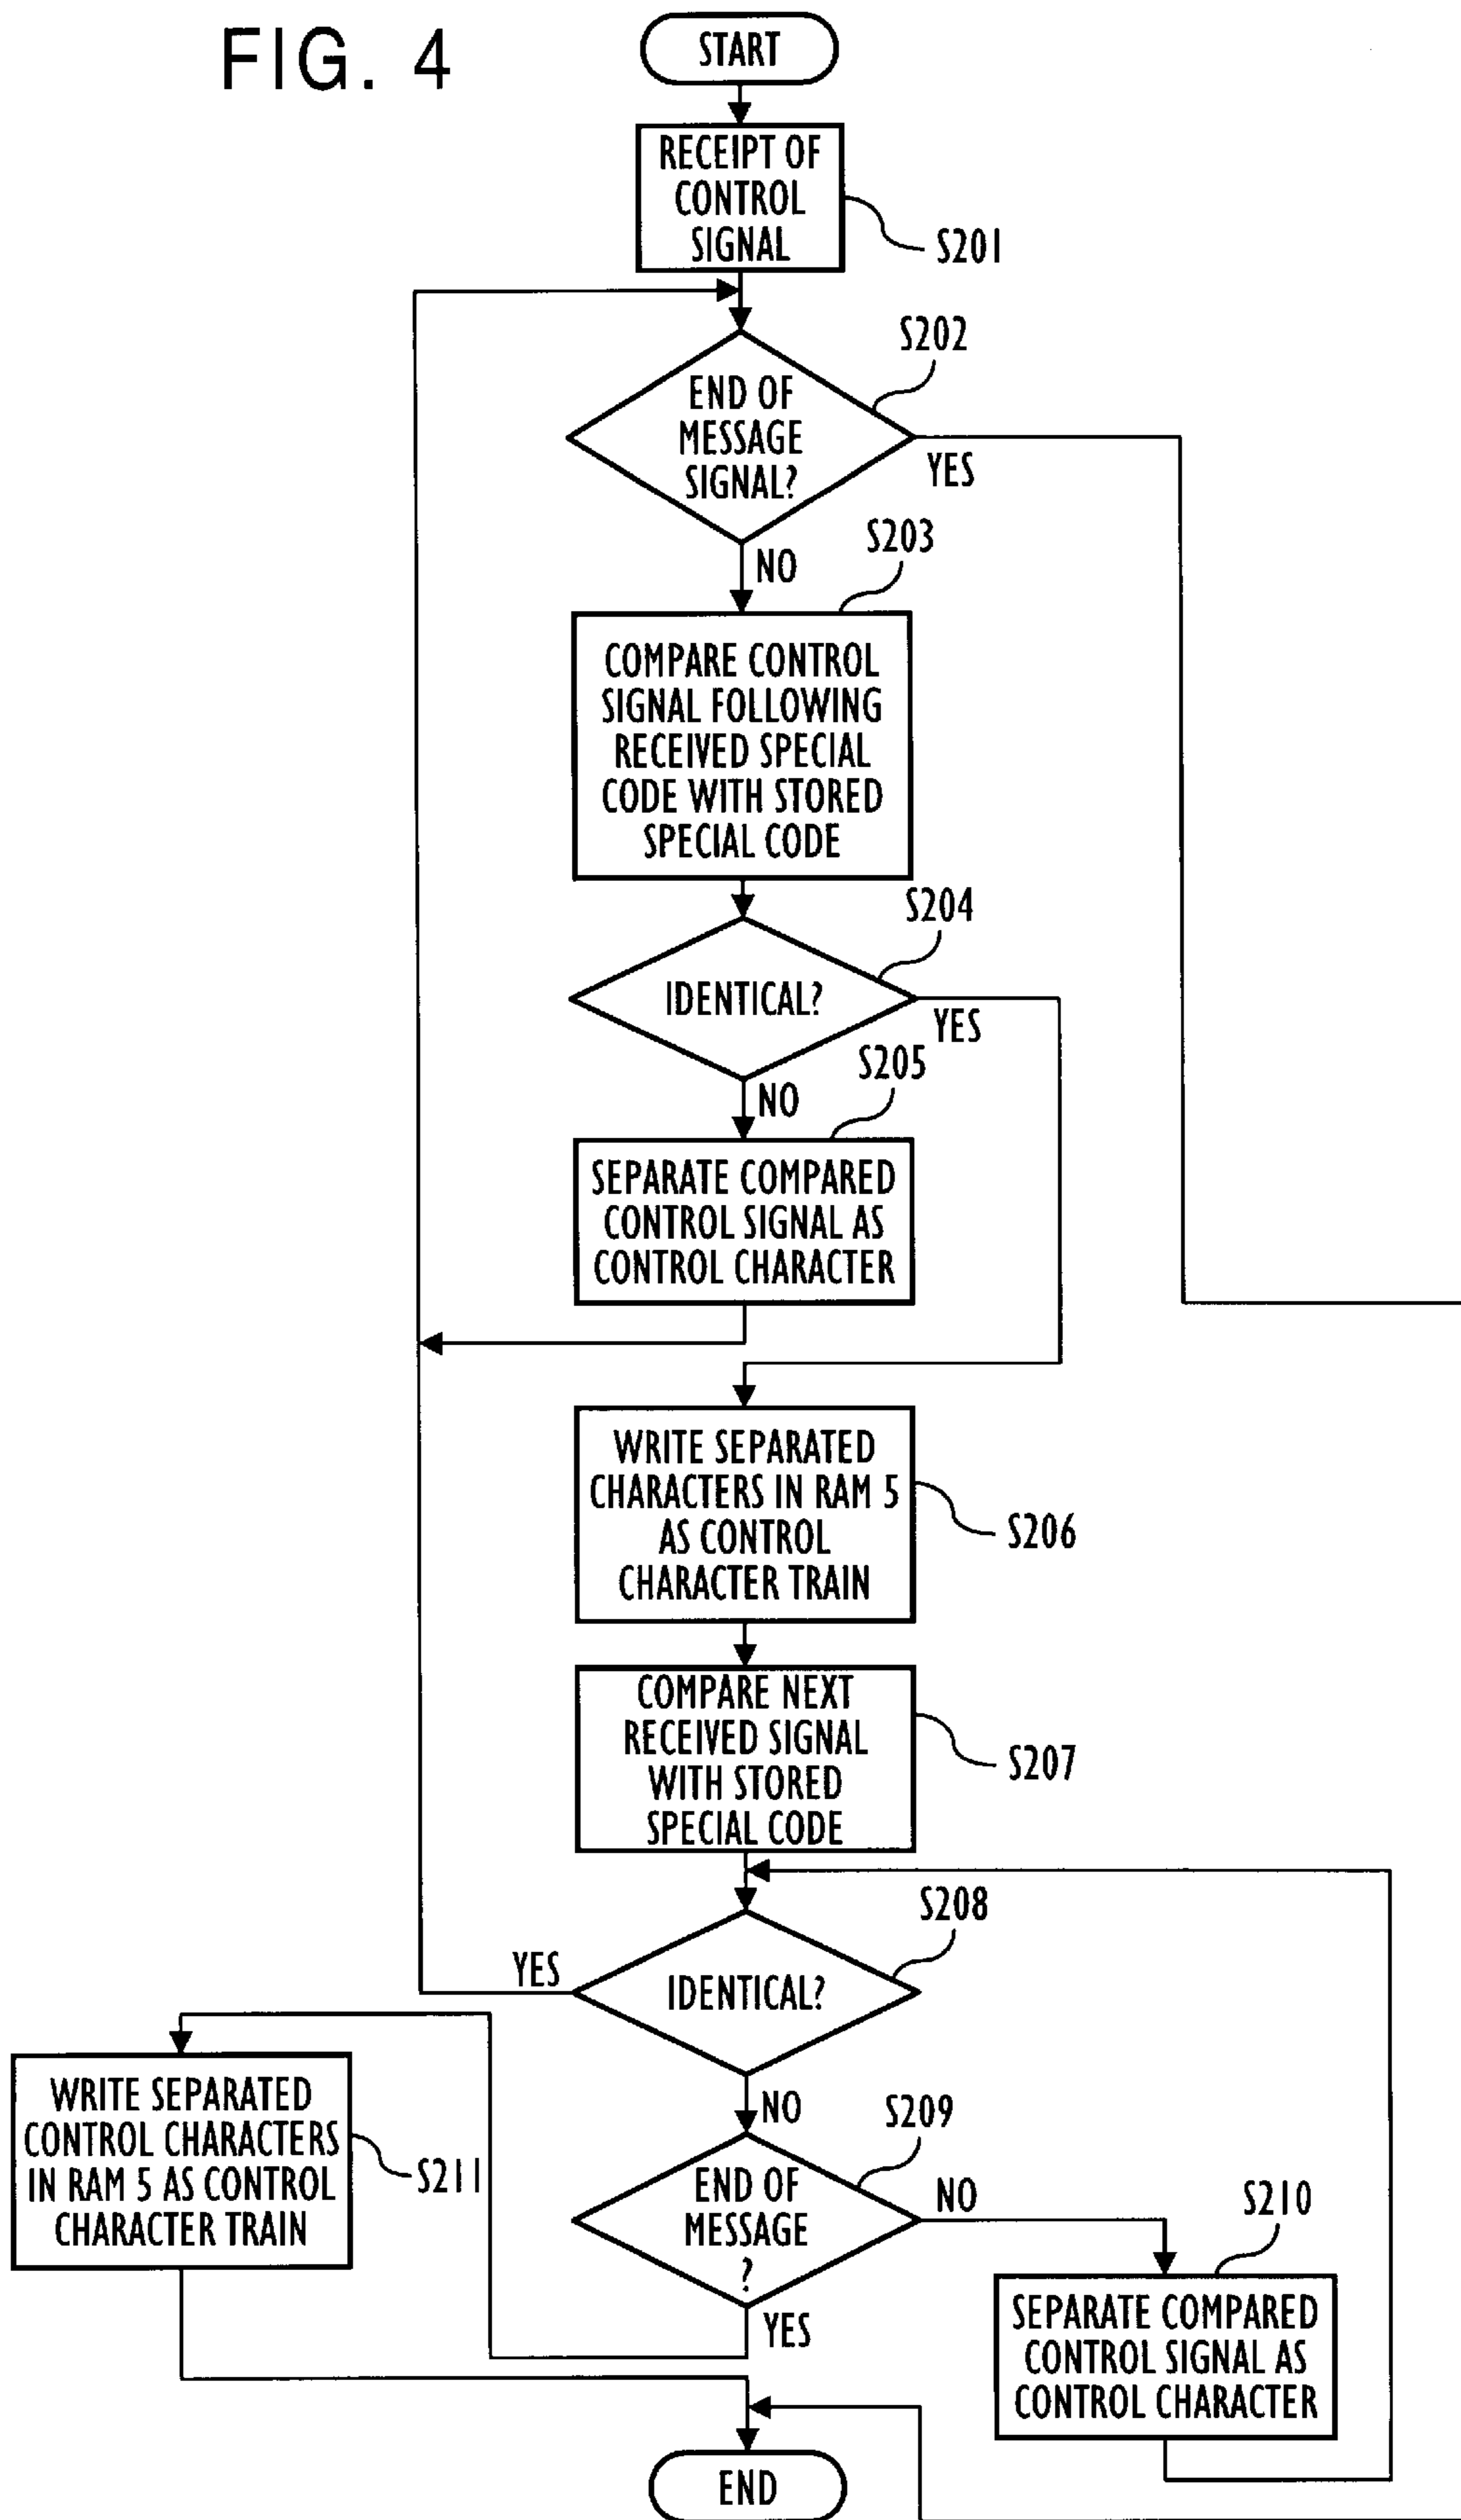 FIG. 4
START
RECEIPT OF
CONTROL
SIGNAL
S201
S202
END OF
MESSAGE
SIGNAL?
YES
NO
S203
COMPARE CONTROL
SIGNAL FOLLOWING
RECEIVED SPECIAL
CODE WITH STORED
SPECIAL CODE
S204
IDENTICAL?
YES
NO
S205
SEPARATE COMPARED
CONTROL SIGNAL AS
CONTROL CHARACTER
WRITE SEPARATED
CHARACTERS IN RAM 5
AS CONTROL
CHARACTER TRAIN
S206
COMPARE NEXT
RECEIVED SIGNAL
WITH STORED
SPECIAL CODE
S207
S208
YES
IDENTICAL?
NO
WRITE SEPARATED
CONTROL CHARACTERS
IN RAM 5 AS CONTROL
CHARACTER TRAIN
S211
S209
END OF
MESSAGE
?
NO
YES
S210
SEPARATE COMPARED
CONTROL SIGNAL AS
CONTROL CHARACTER
END